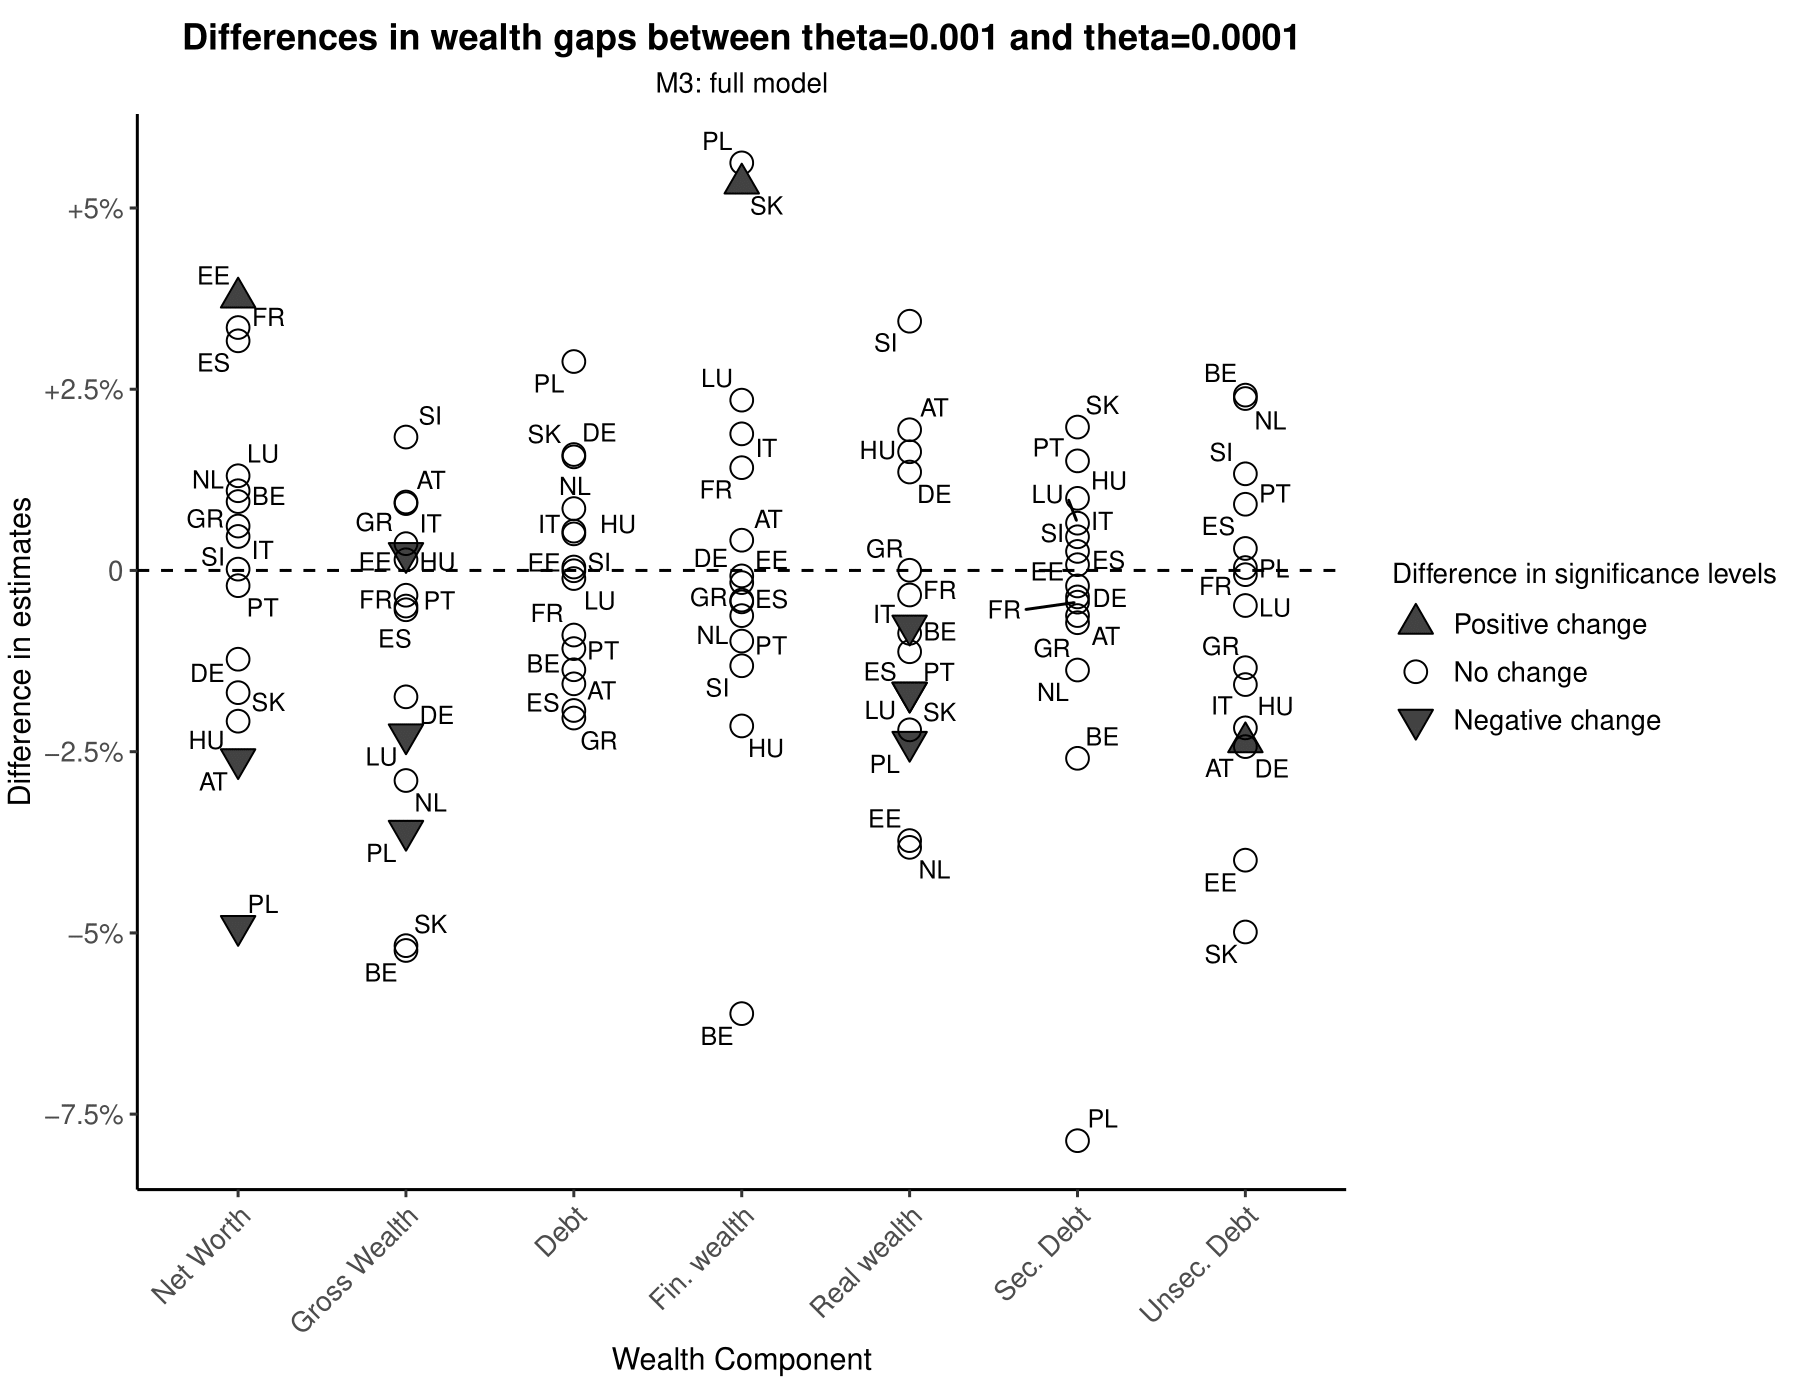 Differences in wealth gaps between theta=0.001 and theta=0.0001
M3: full model
Difference in estimates
+5%
+2.5%
0
−2.5%
−5%
−7.5%
EE
FR
ES
LU
NL
BE
GR
IT
SI
PT
DE
SK
HU
AT
PL
SI
AT
GR
IT
EE
HU
FR
PT
ES
DE
LU
NL
PL
SK
BE
PL
SK
DE
NL
IT
HU
EE
SI
LU
FR
PT
BE
AT
ES
GR
PL
SK
LU
IT
FR
AT
DE
EE
GR
ES
NL
PT
SI
HU
BE
SI
AT
HU
DE
GR
FR
IT
BE
ES
PT
LU
SK
PL
EE
NL
SK
PT
HU
LU
IT
SI
ES
EE
DE
FR
AT
GR
NL
BE
PL
BE
NL
SI
PT
ES
PL
FR
LU
GR
IT
HU
AT
DE
EE
SK
Net Worth
Gross Wealth
Debt
Fin. wealth
Real wealth
Sec. Debt
Unsec. Debt
Wealth Component
Difference in significance levels
Positive change
No change
Negative change